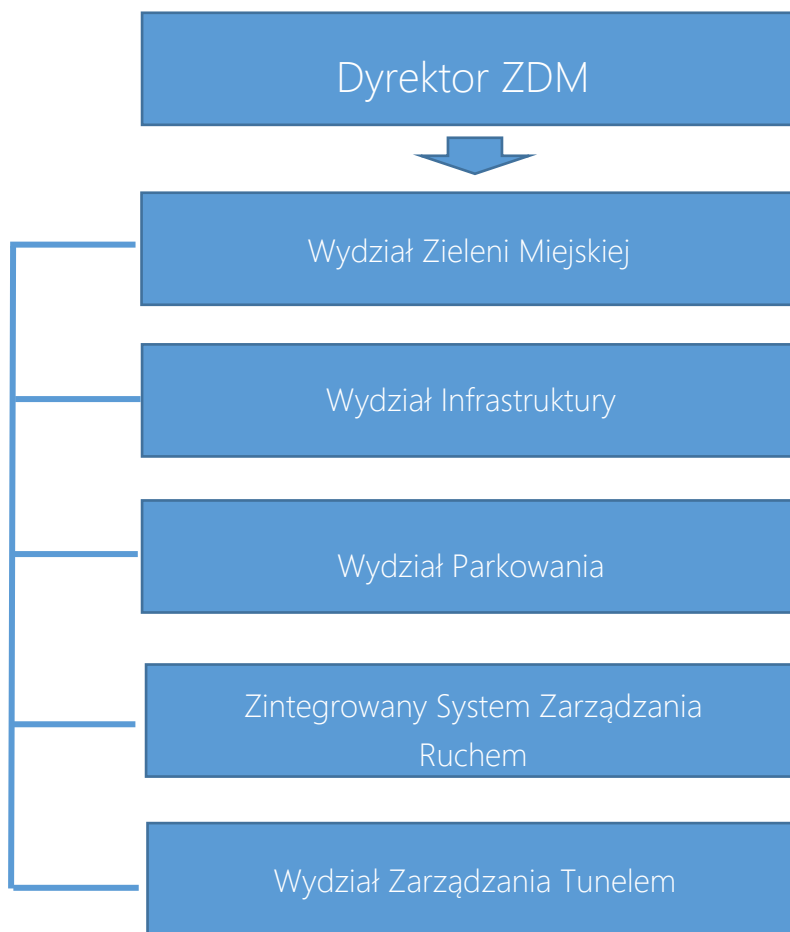 Dyrektor ZDM
Wydział Zieleni Miejskiej
Wydział Infrastruktury
Wydział Parkowania
Zintegrowany System Zarządzania
Ruchem
Wydział Zarządzania Tunelem